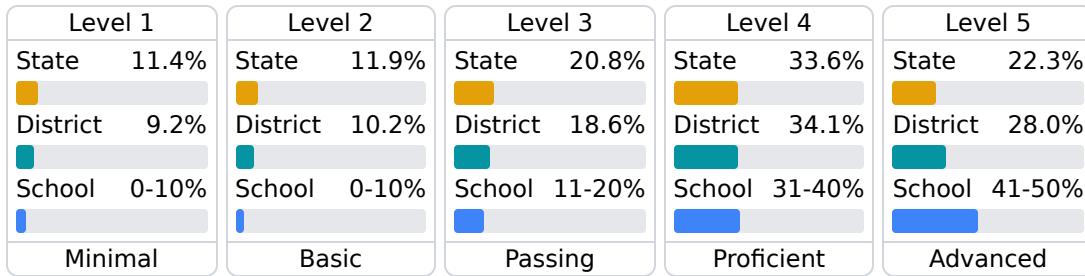 Level 1
State 11.4%
District 9.2%
School 0-10%
Minimal
Level 2
State 11.9%
District 10.2%
School 0-10%
Basic
Level 3
State 20.8%
District 18.6%
School 11-20%
Passing
Level 4
State 33.6%
District 34.1%
School 31-40%
Proficient
Level 5
State 22.3%
District 28.0%
School 41-50%
Advanced